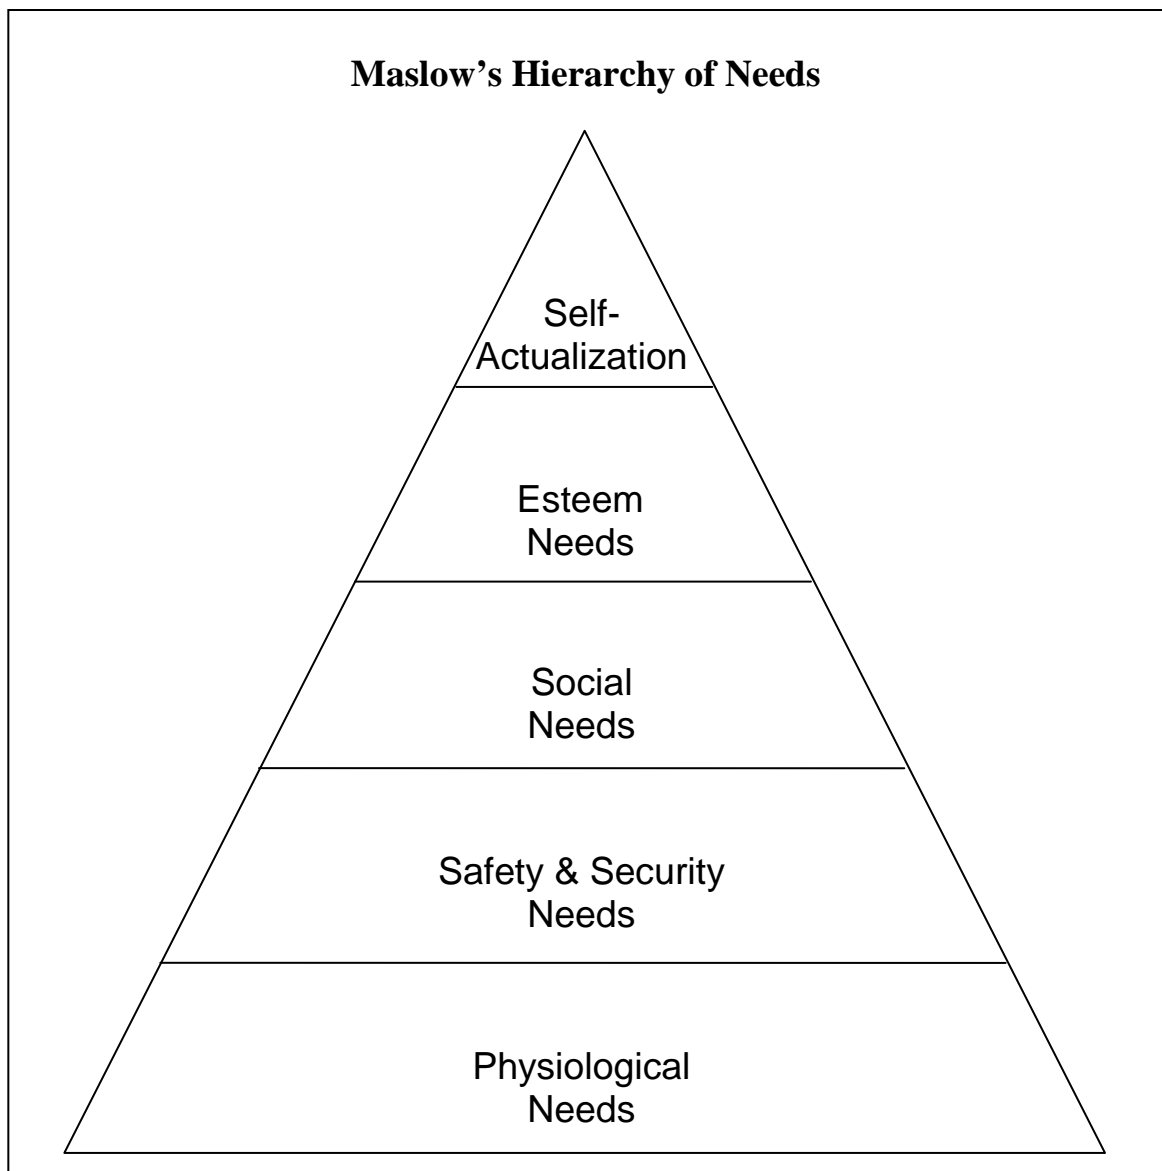 Maslow’s Hierarchy of Needs
Self-
Actualization
Esteem
Needs
Social
Needs
Safety & Security
Needs
Physiological
Needs